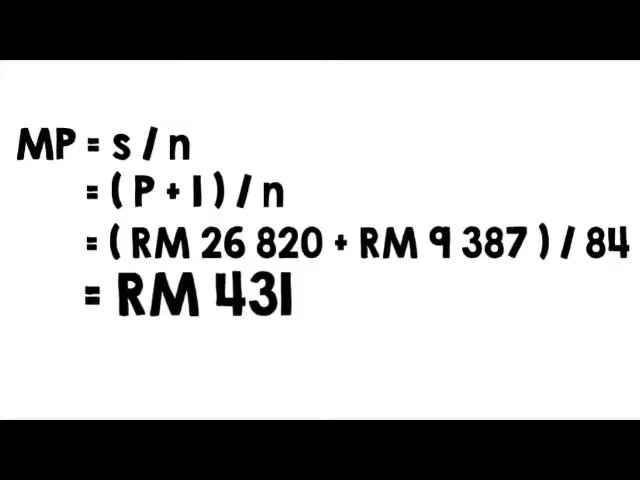 MP = s / n
= ( P + I ) / n
= ( RM 26 820 + RM 9 387 ) / 84
= RM 431